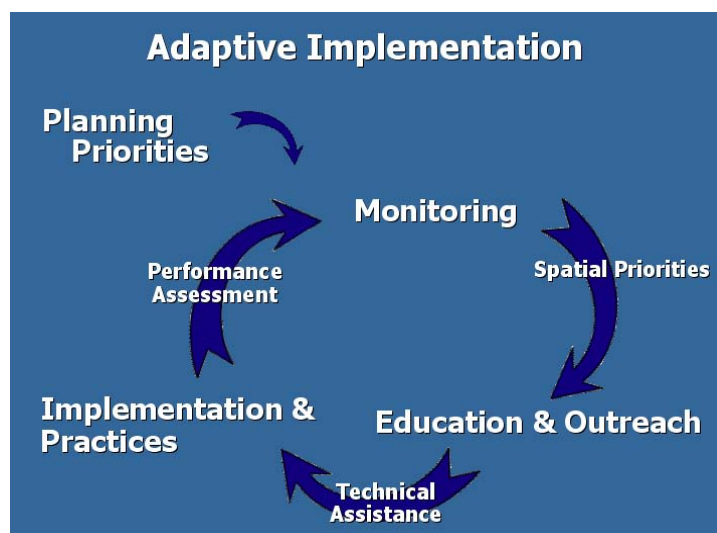 Adaptive Implementation
Planning
Priorities
Monitoring
Performance
Assessment
Spatial Priorities
Implementation &
Practices
Education & Outreach
Technical
Assistance